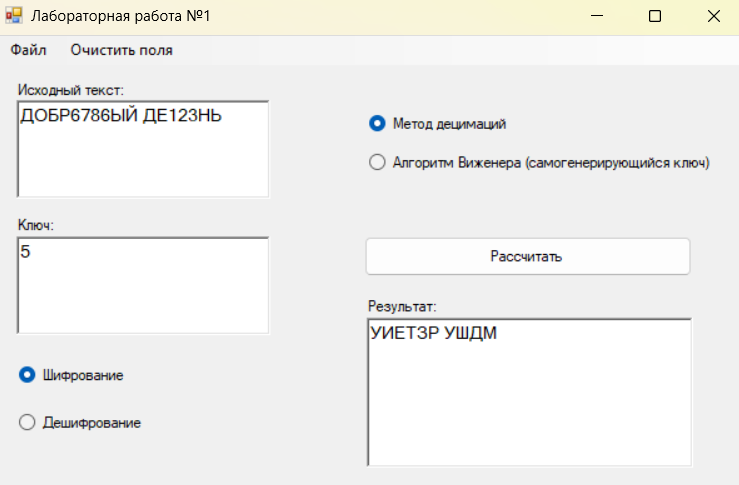 Лабораторная работа №1
Файл Очистить поля
Исходный текст:
ДОБР6786ЫЙ ДЕ123НЬ
Метод децимаций
Алгоритм Виженера (самогенерирующийся ключ)
Ключ:
5
Рассчитать
Результат:
УИЕТЗР УШДМ
Шифрование
Дешифрование